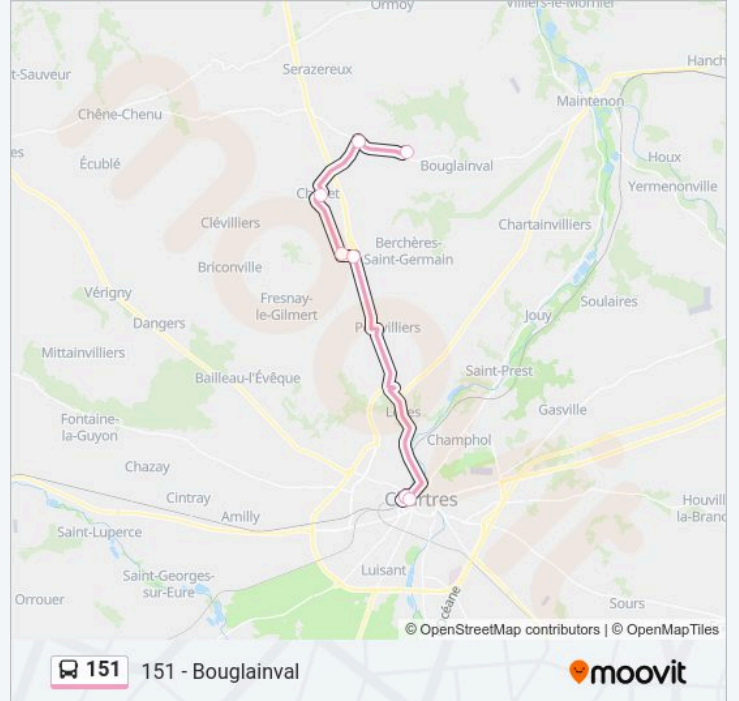 Ormoy
Villiers-le-Morhier
Hanch
t-Sauveur
Serazereux
Maintenon
Chêne-Chenu
es
Écublé
Bouglainval
Houx
Yermenonville
Clévilliers
Chartainvilliers
Berchères-
Saint-Germain
Briconville
Vérigny
Fresnay-
le-Gilmert
Soulaires
Jouy
Dangers
Mittainvilliers
Saint-Prest
Bailleau-l'Évêque
Gasville
Fontaine-
la-Guyon
Champhol
Chazay
Cintray
Amilly
Houvill
la-Branc
Saint-Luperce
Luisant
Saint-Georges-
sur-Eure
Orrouer
Sours
océane
© OpenStreetMap contributors | © OpenMapTiles
151
151 - Bouglainval
moovit